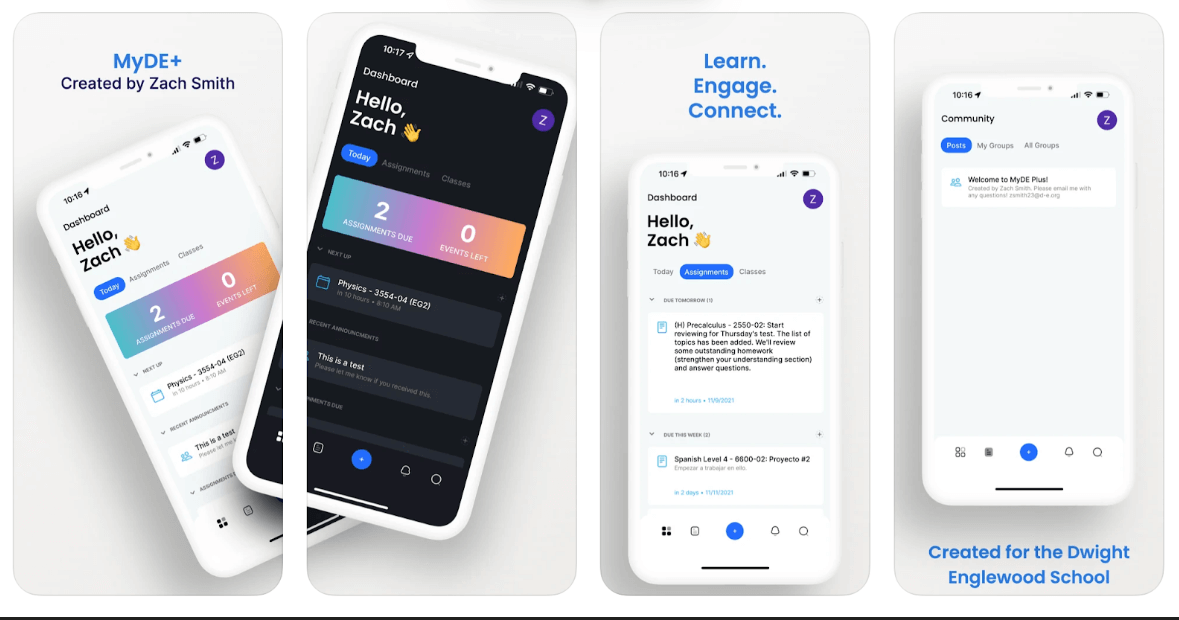 MyDE+
Created by Zach Smith
10:16
Z
Dashboard
Hello,
Zach 👋
Today
Assignments
Classes
2
ASSIGNMENTS DUE
0
EVENTS LEFT
NEXT UP
Physics - 3554-04 (EG2)
in 10 hours • 8:10 AM
RECENT ANNOUNCMENTS
This is a test
Please let me
ASSIGNMENTS
10:17
Dashboard
Z
Hello,
Zach 👋
Today
Assignments
Classes
2
ASSIGNMENTS DUE
0
EVENTS LEFT
NEXT UP
Physics - 3554-04 (EG2)
in 10 hours • 8:10 AM
RECENT ANNOUNCMENTS
This is a test
Please let me know if you received this.
NMENTS DUE
Learn.
Engage.
Connect.
10:16
Dashboard
Z
Hello,
Zach 👋
Today
Assignments
Classes
DUE TOMORROW (1)
(H) Precalculus - 2550-02: Start
reviewing for Thursday's test. The list of
topics has been added. We'll review
some outstanding homework
(strengthen your understanding section)
and answer questions.
in 2 hours • 11/9/2021
DUE THIS WEEK (2)
Spanish Level 4 - 6600-02: Proyecto #2
Empezar a trabajar en ello.
in 2 days • 11/11/2021
10:16
Community
Z
Posts
My Groups
All Groups
Welcome to MyDE Plus!
Created by Zach Smith. Please email me with
any questions! zsmith23@d-e.org
Created for the Dwight
Englewood School